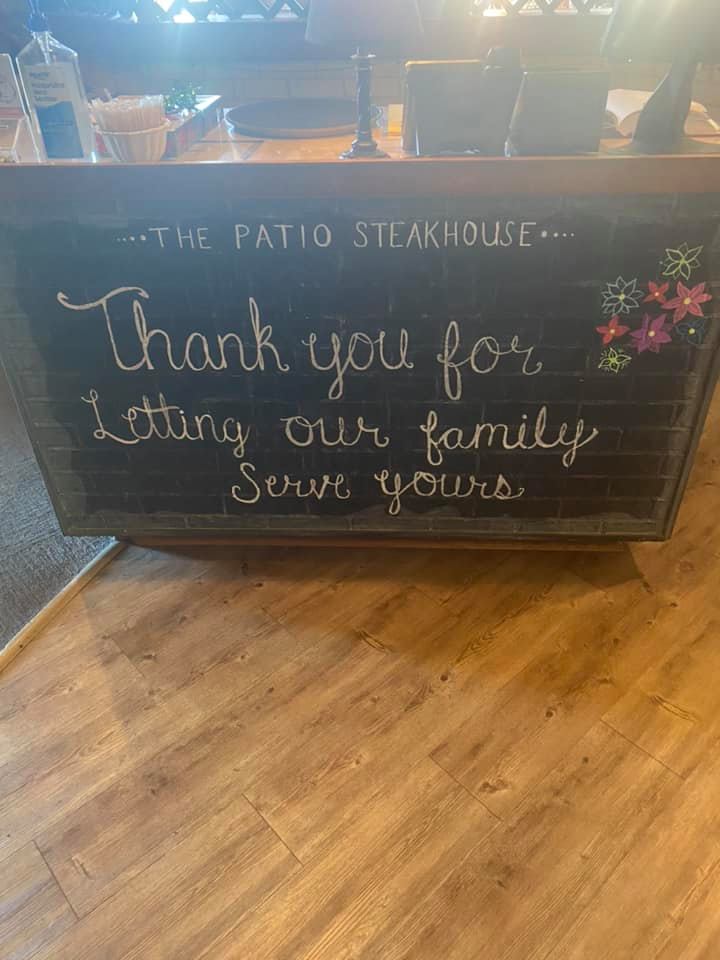 ....THE PATIO STEAKHOUSE....
Thank you for
Letting our family
Serve yours